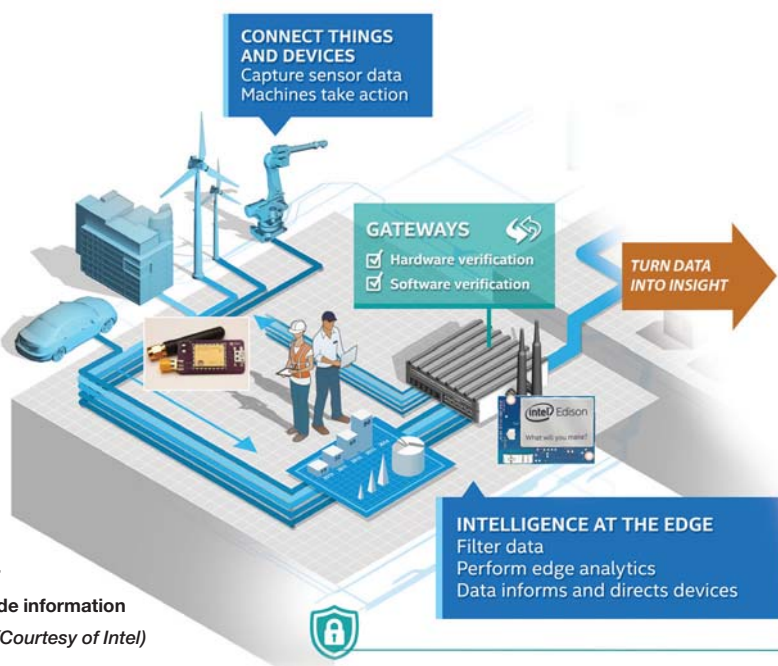 CONNECT THINGS
AND DEVICES
Capture sensor data
Machines take action
GATEWAYS
Hardware verification
Software verification
TURN DATA
INTO INSIGHT
intel Edison
What will you make?
INTELLIGENCE AT THE EDGE
Filter data
Perform edge analytics
Data informs and directs devices
de information
(Courtesy of Intel)